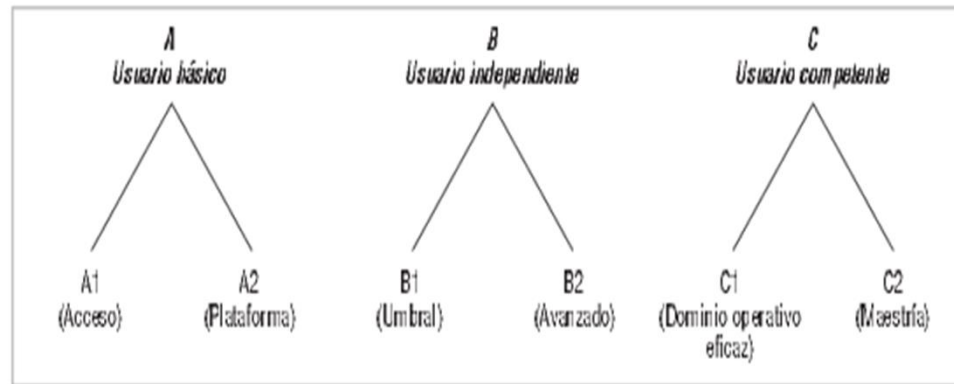 A B C
Usuario básico Usuario independiente Usuario competente
A1 A2 B1 B2 C1 C2
(Acceso) (Plataforma) (Umbral) (Avanzado) (Dominio operativo (Maestría)
eficaz)